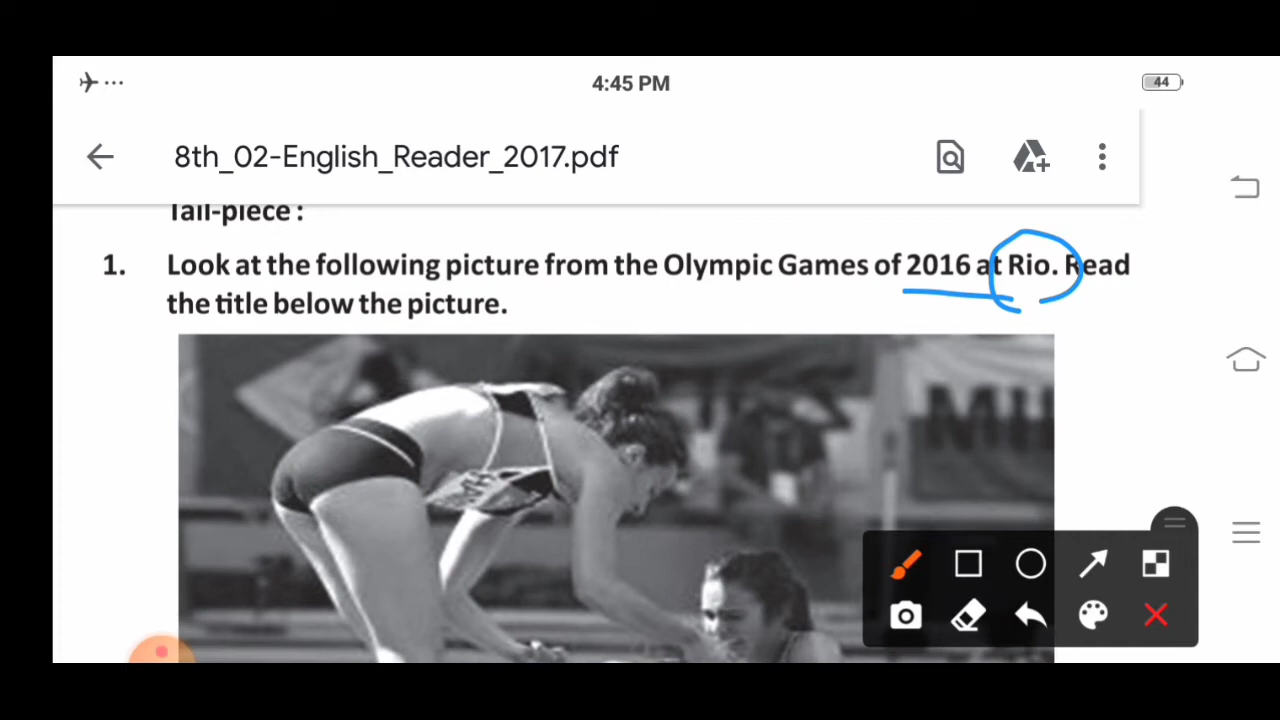 4:45 PM
44
8th_02-English_Reader_2017.pdf
Tail-piece :
1. Look at the following picture from the Olympic Games of 2016 at Rio. Read
the title below the picture.